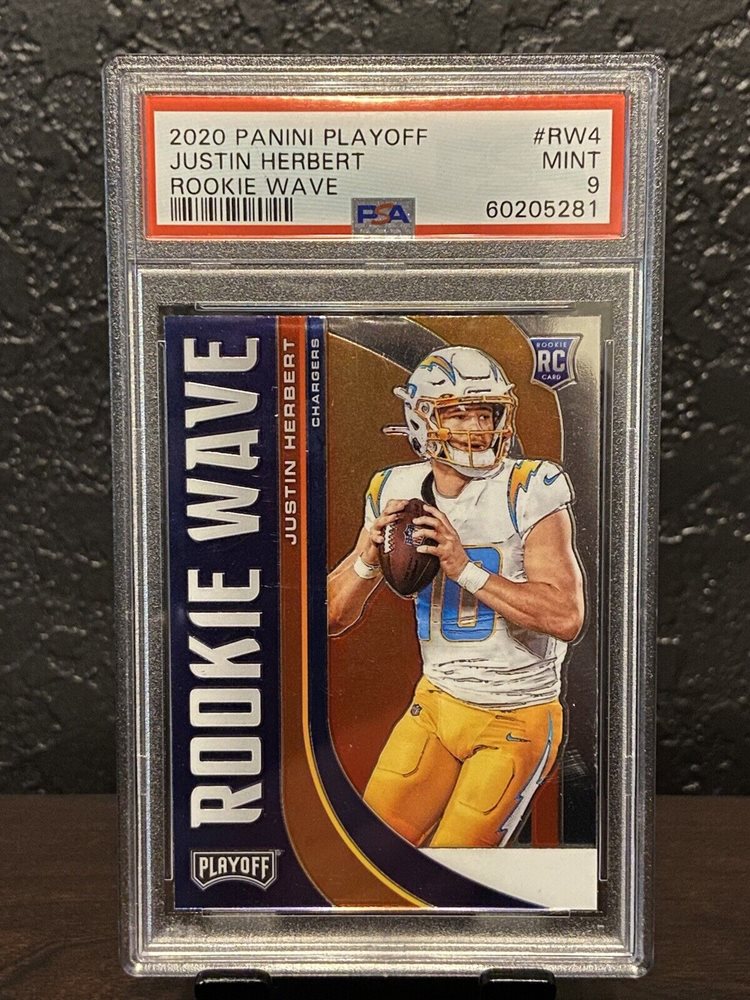 2020 PANINI PLAYOFF #RW4
JUSTIN HERBERT MINT
ROOKIE WAVE 9
PSA 60205281
ROOKIE WAVE
JUSTIN HERBERT
CHARGERS
ROOKIE
RC
CARD
10
PLAYOFF